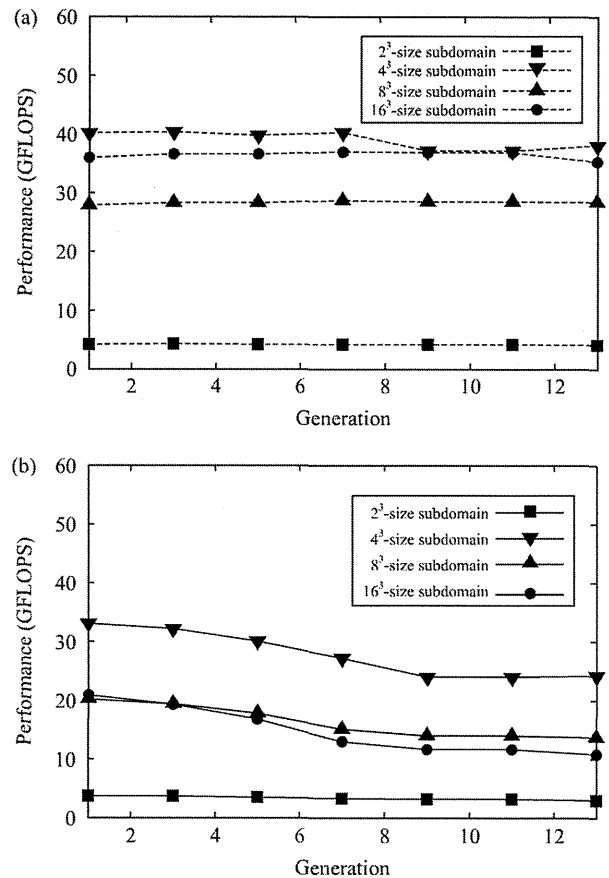 (a)
60
50
40
30
20
10
0
Performance (GFLOPS)
2³-size subdomain
4³-size subdomain
8³-size subdomain
16³-size subdomain
2 4 6 8 10 12
Generation
(b)
60
50
40
30
20
10
0
Performance (GFLOPS)
2³-size subdomain
4³-size subdomain
8³-size subdomain
16³-size subdomain
2 4 6 8 10 12
Generation